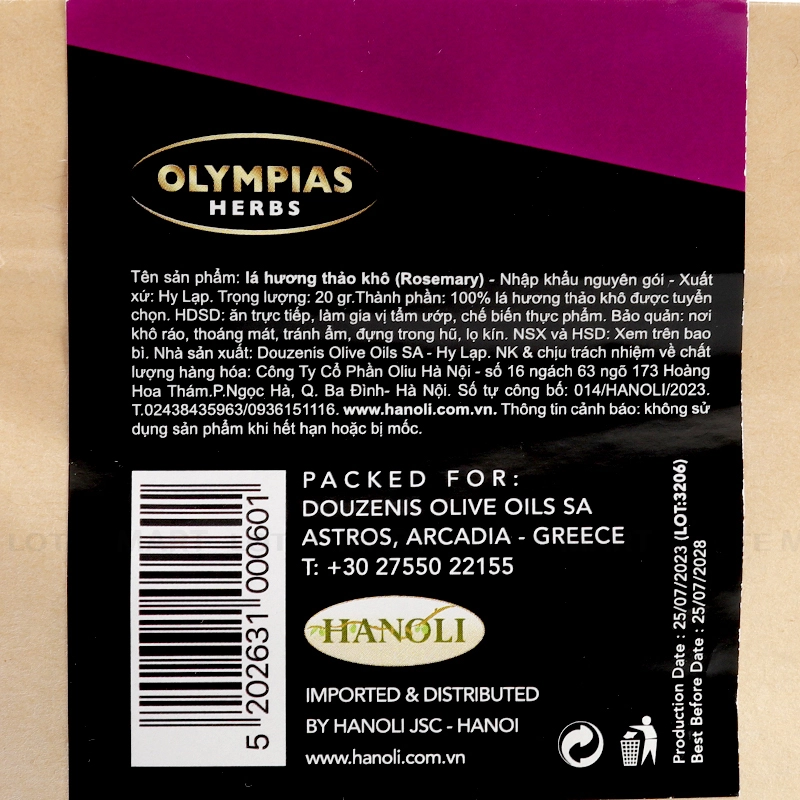 OLYMPIAS
HERBS
Tên sản phẩm: lá hương thảo khô (Rosemary) - Nhập khẩu nguyên gói - Xuất
xứ: Hy Lạp. Trọng lượng: 20 gr.Thành phần: 100% lá hương thảo khô được tuyển
chọn. HDSD: ăn trực tiếp, làm gia vị tẩm ướp, chế biến thực phẩm. Bảo quản: nơi
khô ráo, thoáng mát, tránh ẩm, đựng trong hũ, lọ kín. NSX và HSD: Xem trên bao
bì. Nhà sản xuất: Douzenis Olive Oils SA - Hy Lạp. NK & chịu trách nhiệm về chất
lượng hàng hóa: Công Ty Cổ Phần Oliu Hà Nội - số 16 ngách 63 ngõ 173 Hoàng
Hoa Thám.P.Ngọc Hà, Q. Ba Đình- Hà Nội. Số tự công bố: 014/HANOLI/2023.
T.02438435963/0936151116. www.hanoli.com.vn. Thông tin cảnh báo: không sử
dụng sản phẩm khi hết hạn hoặc bị mốc.
PACKED FOR:
DOUZENIS OLIVE OILS SA
ASTROS, ARCADIA - GREECE
T: +30 27550 22155
5 202631 000601
HANOLI
IMPORTED & DISTRIBUTED
BY HANOLI JSC - HANOI
www.hanoli.com.vn
Production Date : 25/07/2023 (LOT:3206)
Best Before Date : 25/07/2028